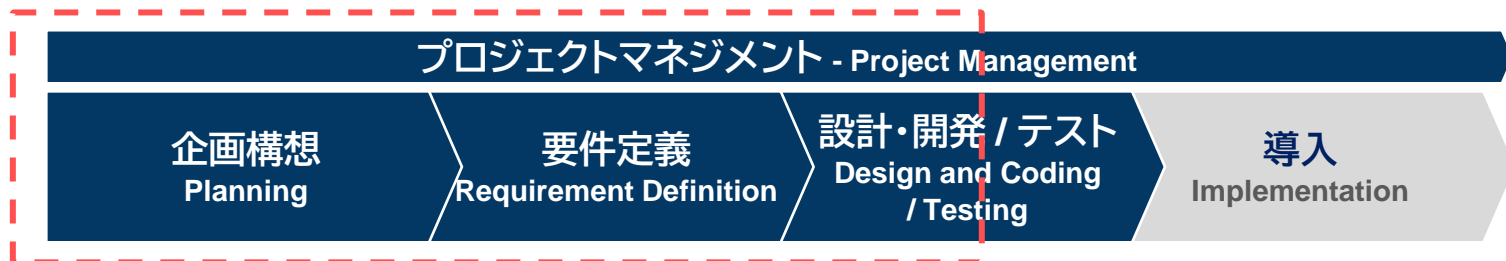 プロジェクトマネジメント - Project Management
企画構想
Planning
要件定義
Requirement Definition
設計・開発 / テスト
Design and Coding
/ Testing
導入
Implementation